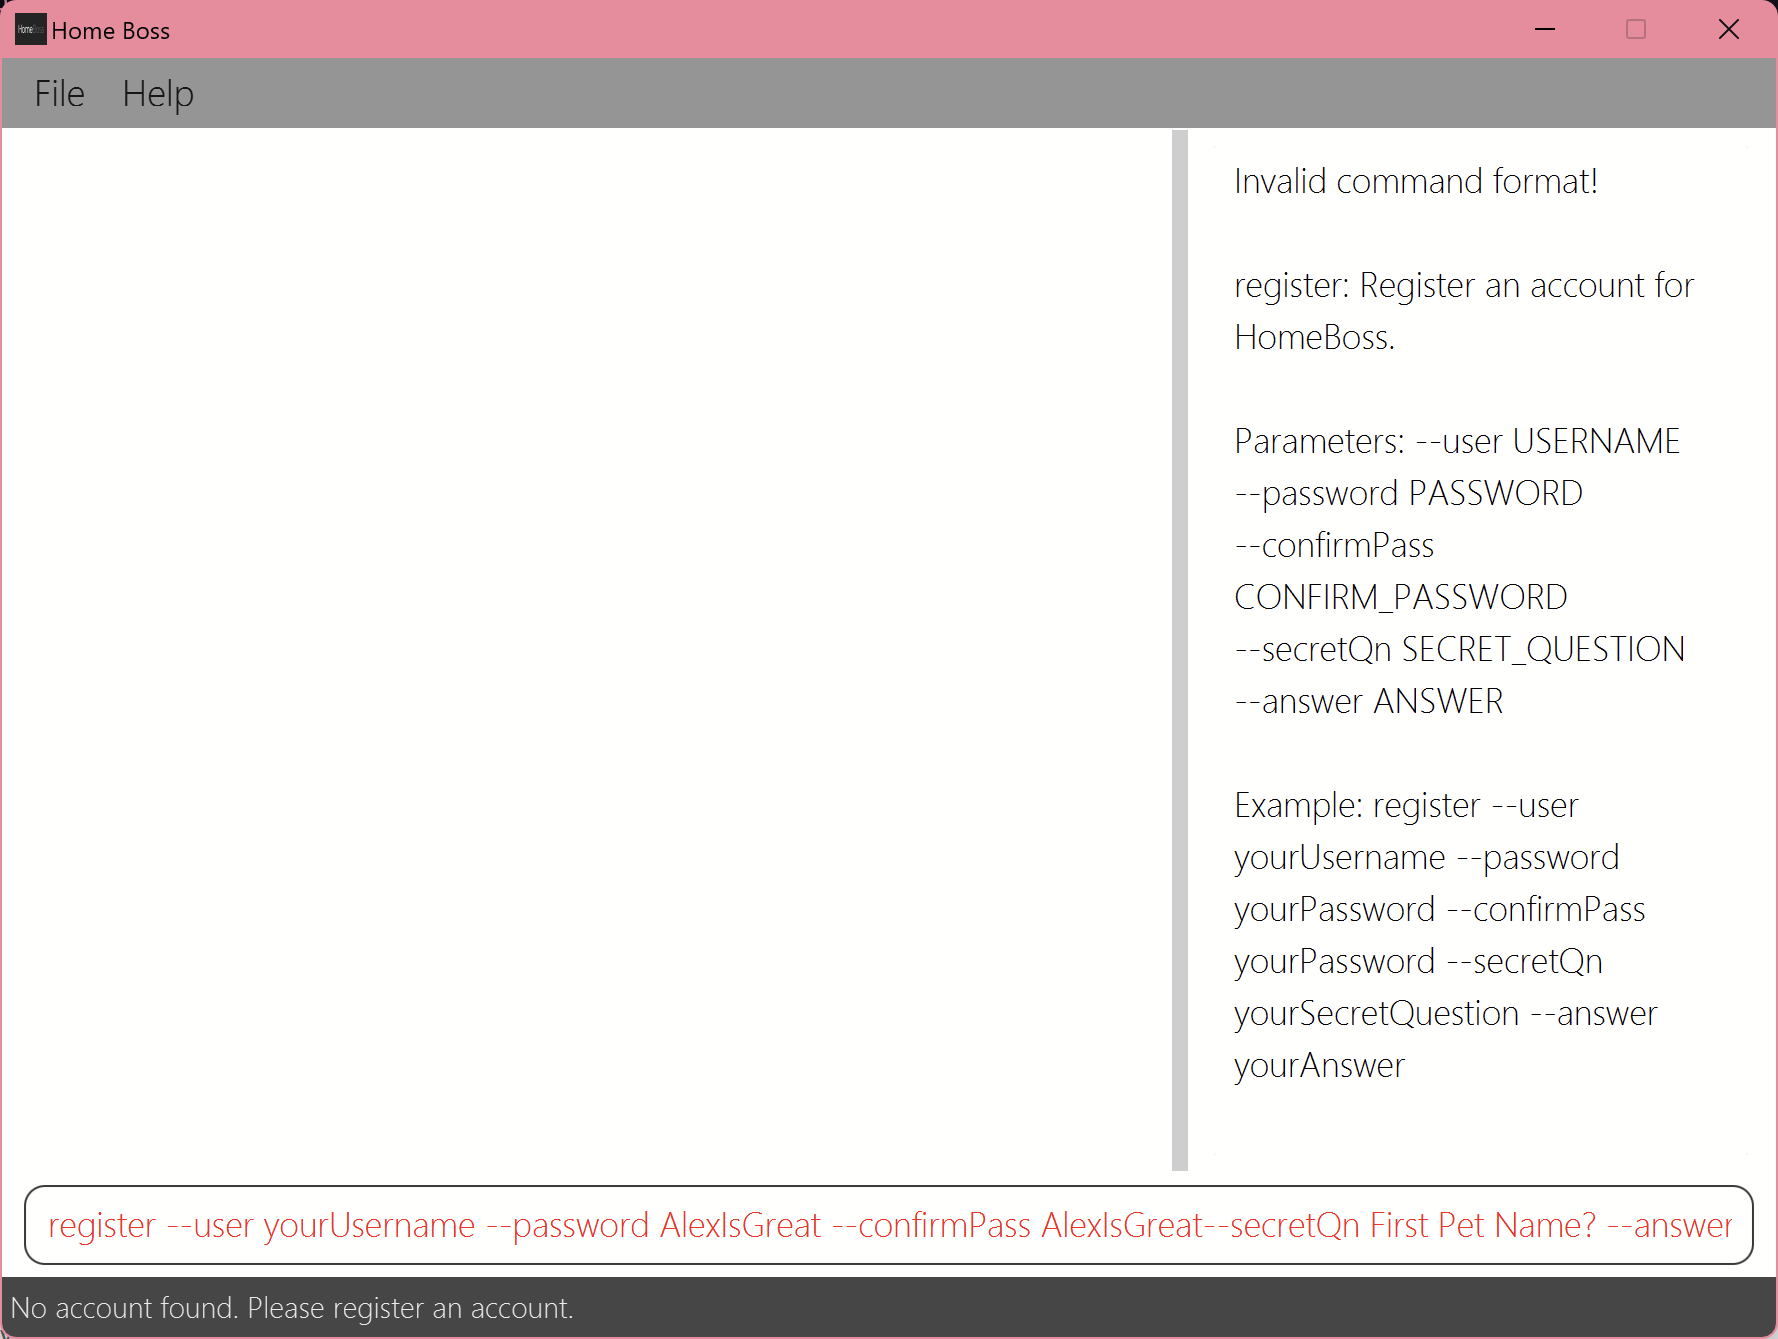 Home Boss
File Help
Invalid command format!
register: Register an account for
HomeBoss.
Parameters: --user USERNAME
--password PASSWORD
--confirmPass
CONFIRM_PASSWORD
--secretQn SECRET_QUESTION
--answer ANSWER
Example: register --user
yourUsername --password
yourPassword --confirmPass
yourPassword --secretQn
yourSecretQuestion --answer
yourAnswer
register --user yourUsername --password AlexIsGreat --confirmPass AlexIsGreat--secretQn First Pet Name? --answer
No account found. Please register an account.